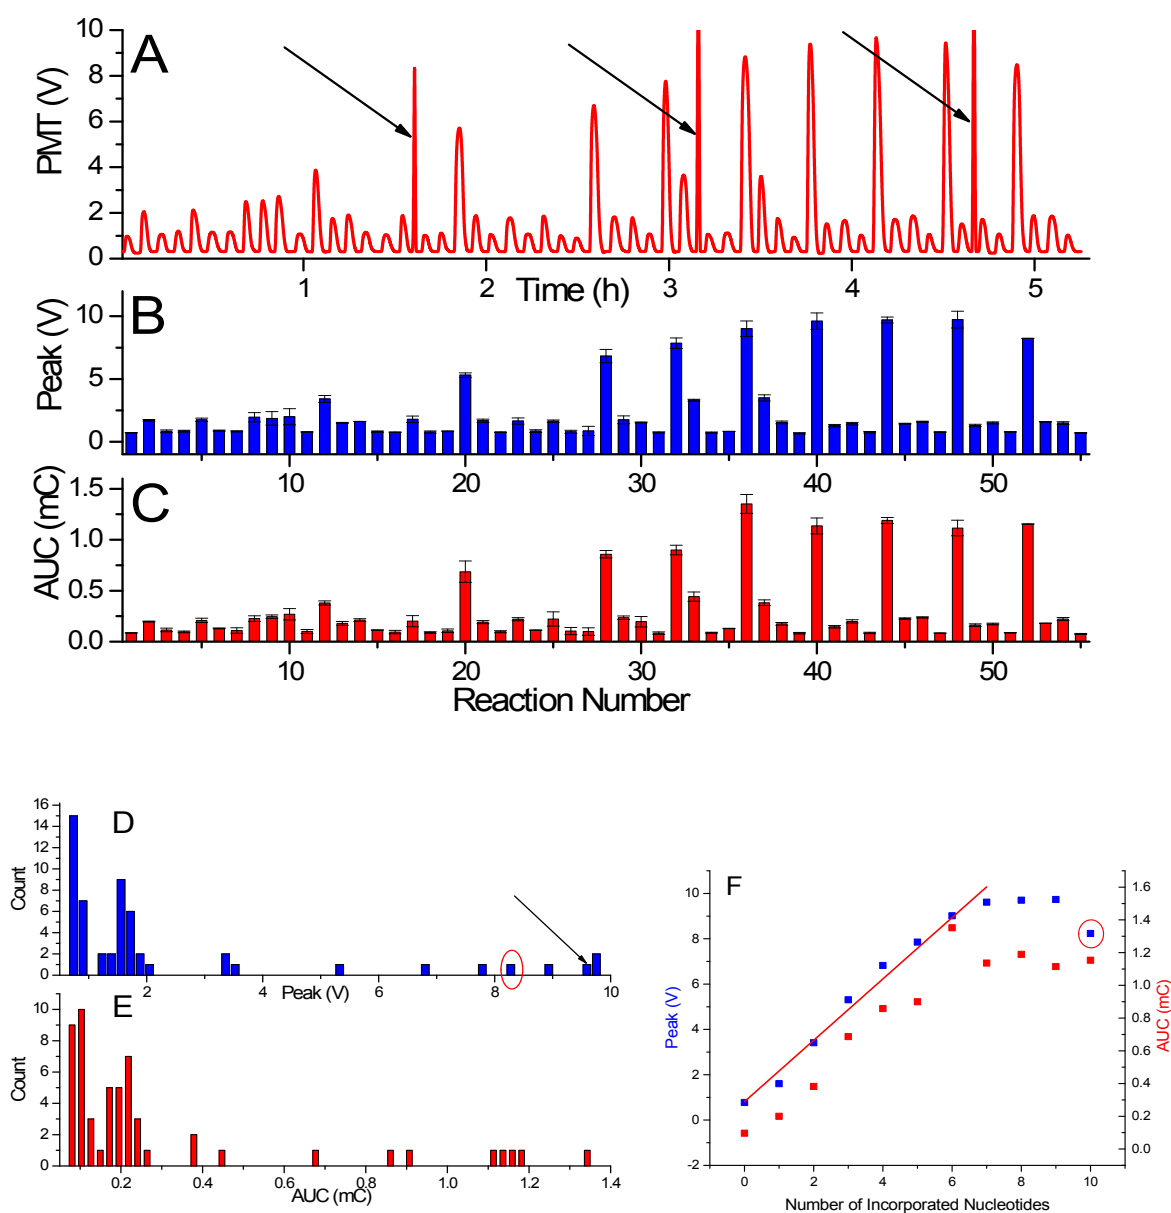 A
PMT (V)
10
8
6
4
2
0
1 2 3 4 5
Time (h)
B
Peak (V)
10
5
0
10 20 30 40 50
C
AUC (mC)
1.5
1.0
0.5
0.0
10 20 30 40 50
Reaction Number
D
Count
16
14
12
10
8
6
4
2
0
2 4 6 8 10
Peak (V)
E
Count
10
8
6
4
2
0
0.2 0.4 0.6 0.8 1.0 1.2 1.4
AUC (mC)
F
Peak (V)
10
8
6
4
2
0
-2
0 2 4 6 8 10
Number of Incorporated Nucleotides
1.6
1.4
1.2
1.0
0.8
0.6
0.4
0.2
0.0
AUC (mC)